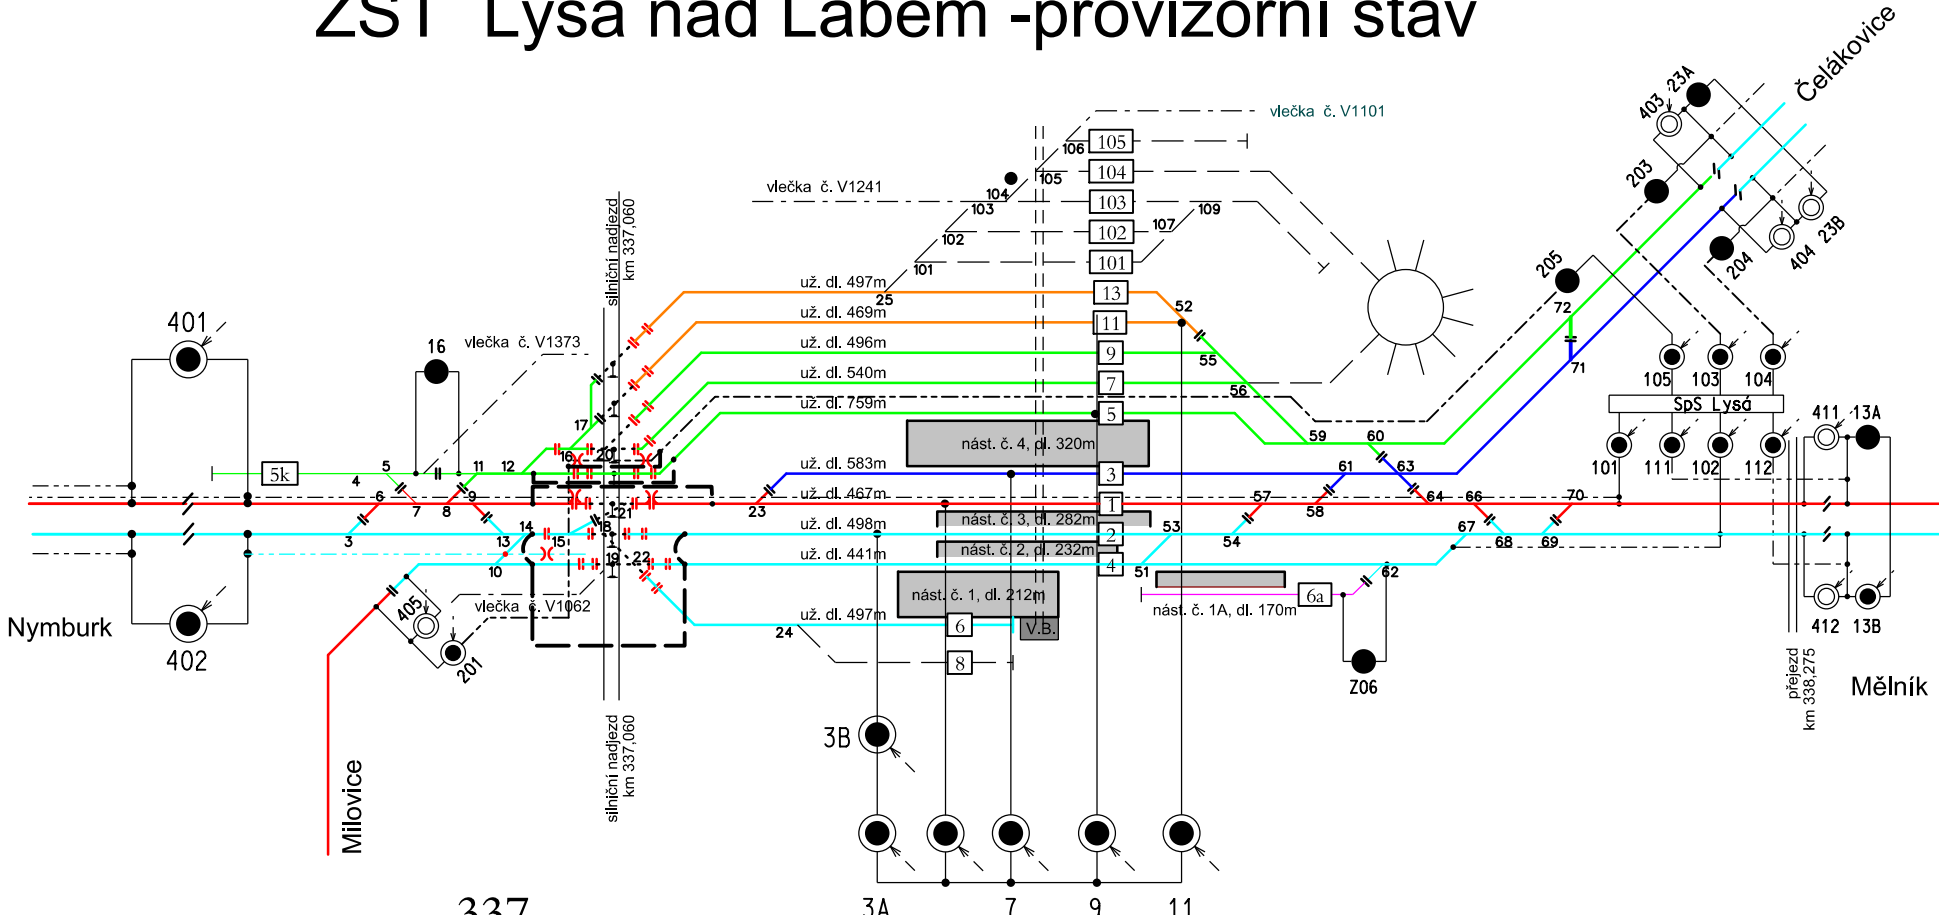 ŽST Lysá nad Labem -provizorní stav
Čelákovice
403 23A
203
404 23B
204
205
vlečka č. V1101
106 105
105 104
104
vlečka č. V1241
103 103 109
102 102 107
101 101
silniční nadjezd
km 337,060
už. dl. 497m 13
25
52
už. dl. 469m 11
401
16
vlečka č. V1373
už. dl. 496m 9
55
už. dl. 540m 7
56
72
71
105 103 104
už. dl. 759m 5
SpS Lysá
411 13A
17
nást. č. 4, dl. 320m
59 60
16 20
101 111 102 112
5k
4 5 11 12
už. dl. 583m 3
61 63
6 7 8 9
23
už. dl. 467m 1
57 58 64 66 70
21
nást. č. 3, dl. 282m
3 13 14 15 18
už. dl. 498m 2
53 54 67 68 69
nást. č. 2, dl. 232m
10 19 22
už. dl. 441m 4
51 62
nást. č. 1, dl. 212m
6a
nást. č. 1A, dl. 170m
405
vlečka č. V1062
201
Nymburk
402
už. dl. 497m 6
24
V.B.
8
412 13B
Z06
přejezd
km 338,275
Mělník
silniční nadjezd
km 337,060
3B
Milovice
337
3A 7 9 11